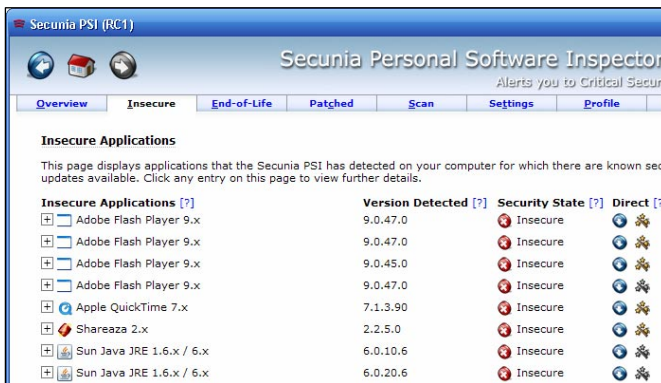 Secunia PSI (RC1)
Secunia Personal Software Inspector
Alerts you to Critical Secur
Overview Insecure End-of-Life Patched Scan Settings Profile
Insecure Applications
This page displays applications that the Secunia PSI has detected on your computer for which there are known sec
updates available. Click any entry on this page to view further details.
Insecure Applications [?] Version Detected [?] Security State [?] Direct [?
Adobe Flash Player 9.x 9.0.47.0 Insecure
Adobe Flash Player 9.x 9.0.47.0 Insecure
Adobe Flash Player 9.x 9.0.45.0 Insecure
Adobe Flash Player 9.x 9.0.47.0 Insecure
Apple QuickTime 7.x 7.1.3.90 Insecure
Shareaza 2.x 2.2.5.0 Insecure
Sun Java JRE 1.6.x / 6.x 6.0.10.6 Insecure
Sun Java JRE 1.6.x / 6.x 6.0.20.6 Insecure